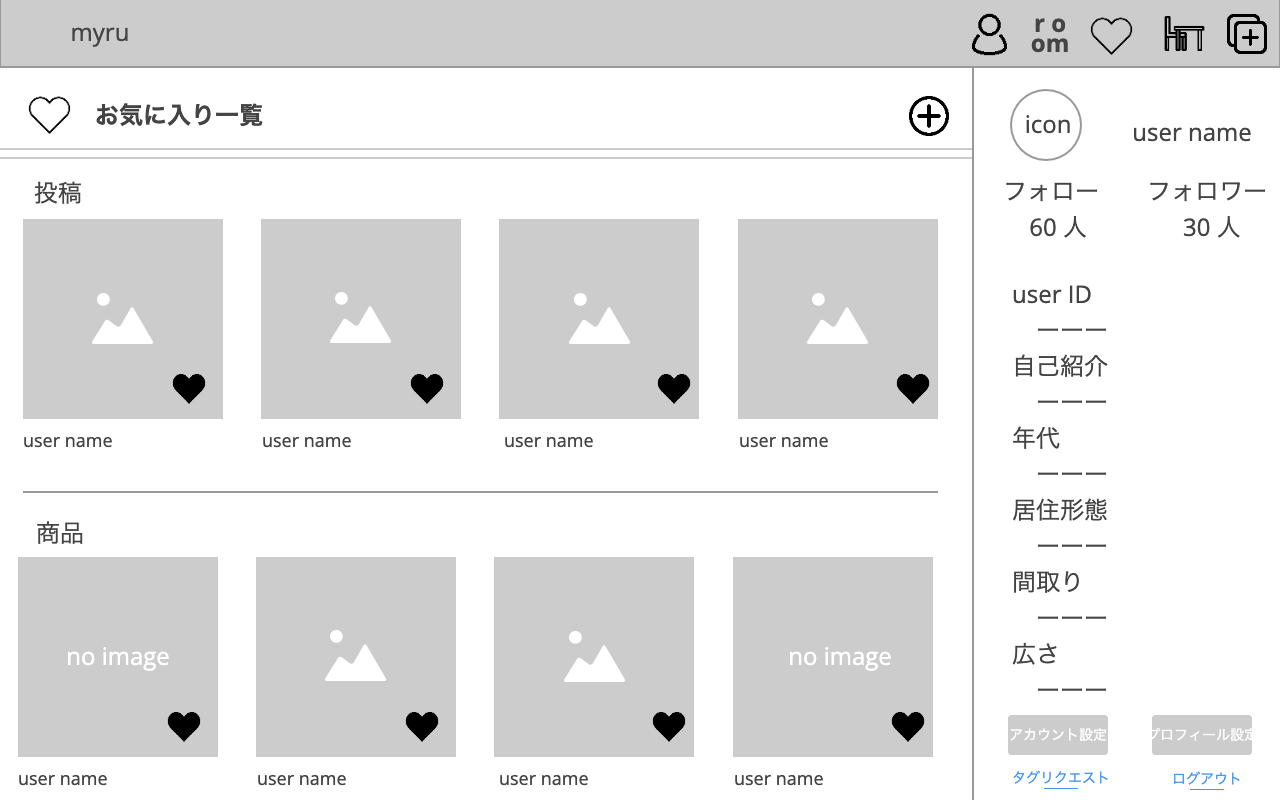 myru
r o
om
お気に入り一覧
投稿
user name
user name
user name
user name
商品
no image
no image
user name
user name
user name
user name
icon
user name
フォロー
フォロワー
60 人
30 人
user ID
ーーー
自己紹介
ーーー
年代
ーーー
居住形態
ーーー
間取り
ーーー
広さ
ーーー
アカウント設定
プロフィール設定
タグリクエスト
ログアウト